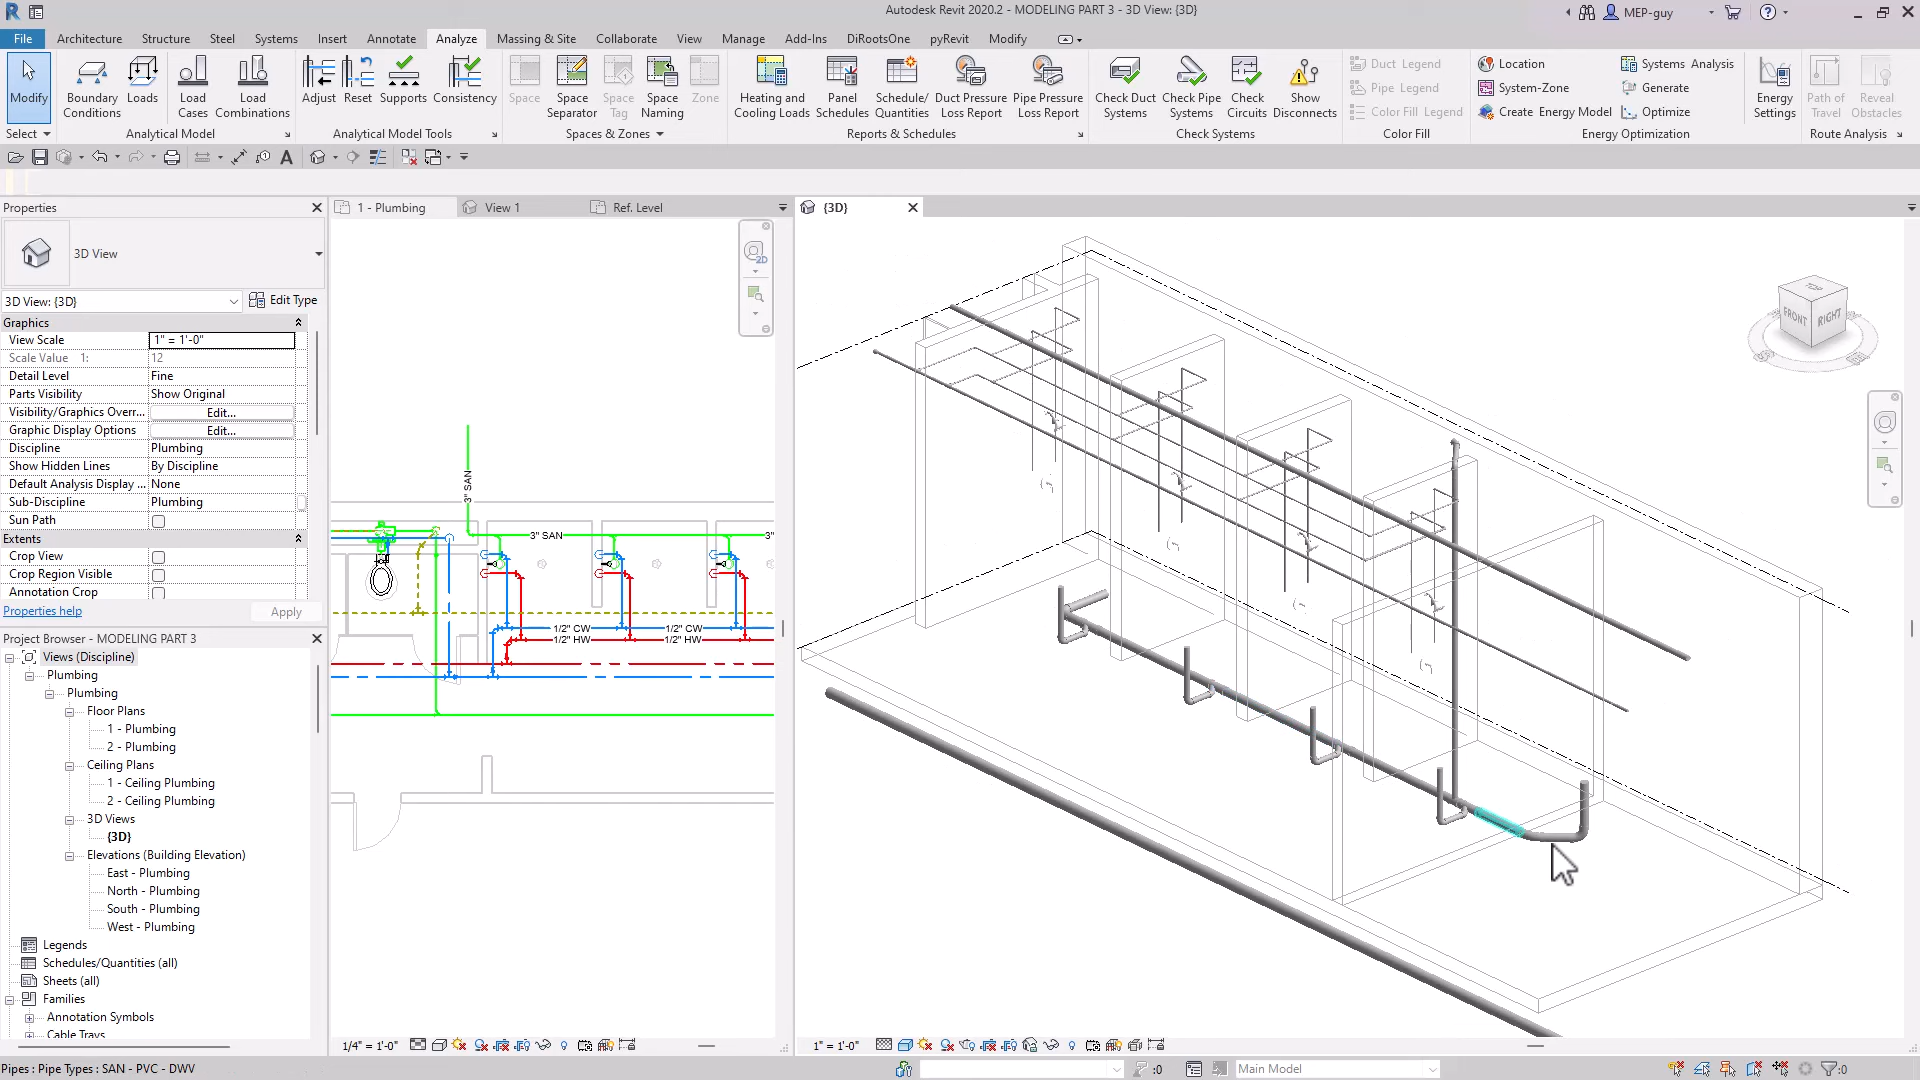 Autodesk Revit 2020.2 - MODELING PART 3 - 3D View: {3D}
MEP-guy
File Architecture Structure Steel Systems Insert Annotate Analyze Massing & Site Collaborate View Manage Add-Ins DiRootsOne pyRevit Modify
Modify
Boundary Conditions
Loads
Load Cases
Load Combinations
Adjust
Reset
Supports
Consistency
Space
Space Separator
Space Tag
Space Naming
Zone
Heating and Cooling Loads
Panel Schedules
Schedule/ Quantities
Duct Pressure Loss Report
Pipe Pressure Loss Report
Check Duct Systems
Check Pipe Systems
Check Circuits
Show Disconnects
Duct Legend
Pipe Legend
Color Fill Legend
Location
System-Zone
Create Energy Model
Systems Analysis
Generate
Optimize
Energy Settings
Path of Travel
Reveal Obstacles
Select
Analytical Model
Analytical Model Tools
Spaces & Zones
Reports & Schedules
Check Systems
Color Fill
Energy Optimization
Route Analysis
Properties
3D View
3D View: {3D}
Edit Type
Graphics
View Scale 1" = 1'-0"
Scale Value 1: 12
Detail Level Fine
Parts Visibility Show Original
Visibility/Graphics Overr... Edit...
Graphic Display Options Edit...
Discipline Plumbing
Show Hidden Lines By Discipline
Default Analysis Display ... None
Sub-Discipline Plumbing
Sun Path
Extents
Crop View
Crop Region Visible
Annotation Crop
Properties help
Apply
Project Browser - MODELING PART 3
Views (Discipline)
Plumbing
Plumbing
Floor Plans
1 - Plumbing
2 - Plumbing
Ceiling Plans
1 - Ceiling Plumbing
2 - Ceiling Plumbing
3D Views
{3D}
Elevations (Building Elevation)
East - Plumbing
North - Plumbing
South - Plumbing
West - Plumbing
Legends
Schedules/Quantities (all)
Sheets (all)
Families
Annotation Symbols
Cable Trays
1 - Plumbing
View 1
Ref. Level
2D
3" SAN
3" SAN
3"
1/2" CW
1/2" HW
1/2" CW
1/2" HW
1/4" = 1'-0"
{3D}
TOP
FRONT
RIGHT
1" = 1'-0"
Pipes : Pipe Types : SAN - PVC - DWV
:0
Main Model
:0